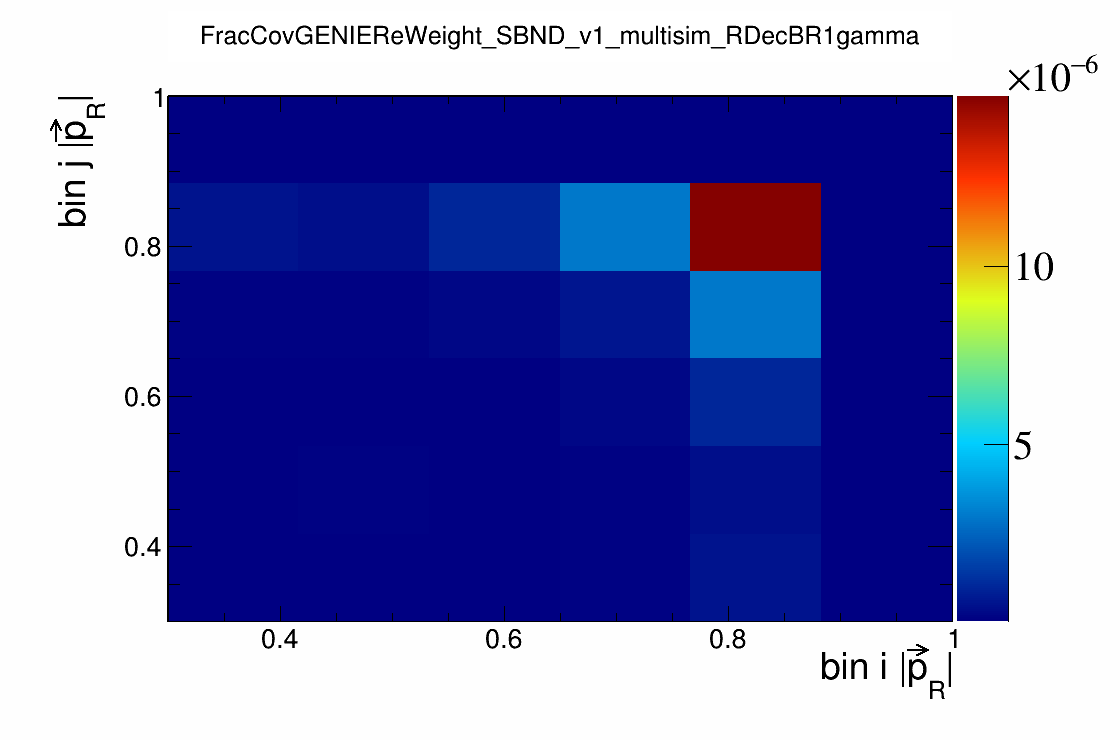 FracCovGENIEReWeight_SBND_v1_multisim_RDecBR1gamma
×10⁻⁶
bin j |p⃗_R|
1
0.8
0.6
0.4
10
5
0.4 0.6 0.8 1
bin i |p⃗_R|